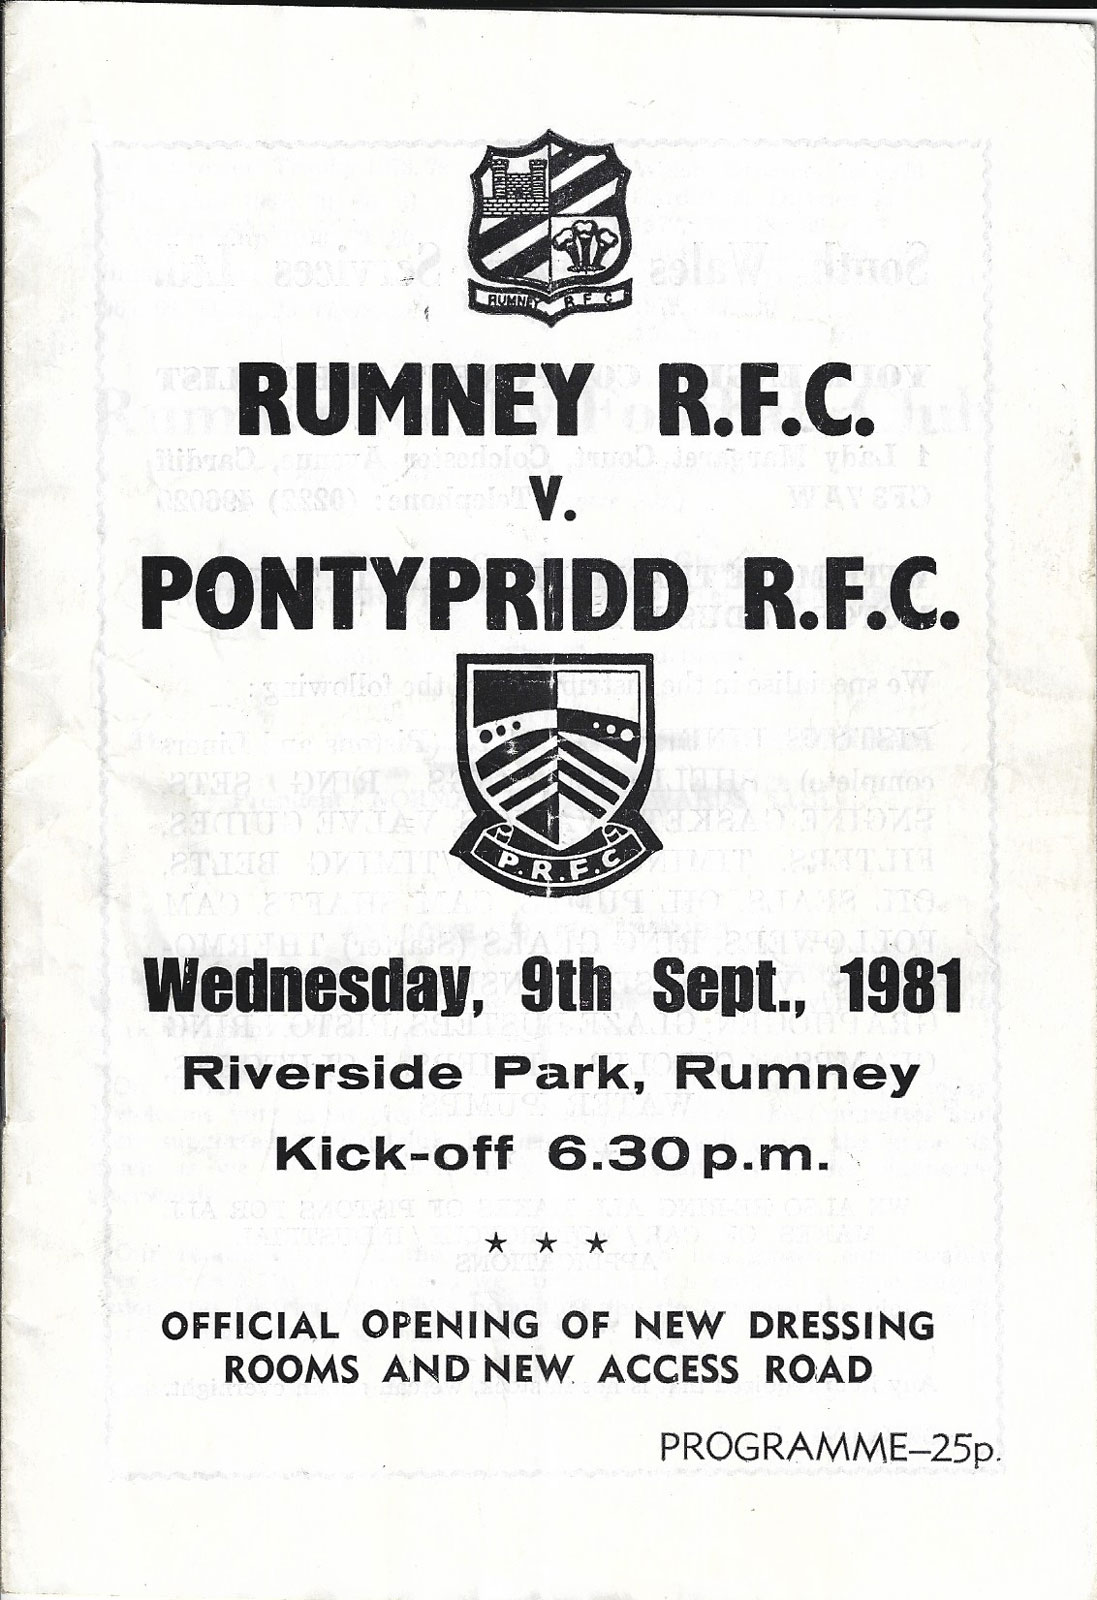 RUMNEY R F C
RUMNEY R.F.C.
v.
PONTYPRIDD R.F.C.
P.R.F.C
Wednesday, 9th Sept., 1981
Riverside Park, Rumney
Kick-off 6.30 p.m.
OFFICIAL OPENING OF NEW DRESSING
ROOMS AND NEW ACCESS ROAD
PROGRAMME–25p.